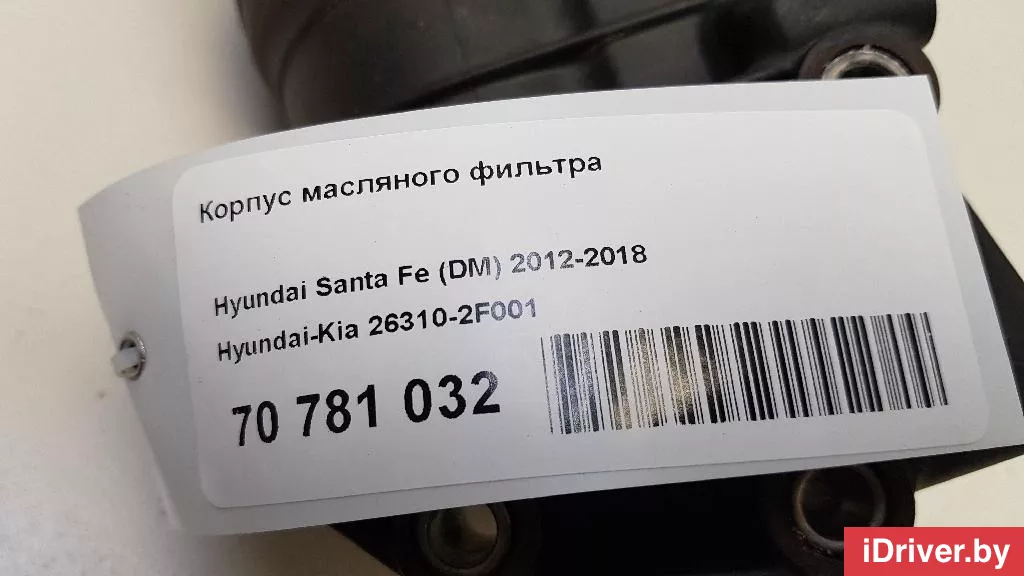 Корпус масляного фильтра
Hyundai Santa Fe (DM) 2012-2018
Hyundai-Kia 26310-2F001
70 781 032
iDriver.by